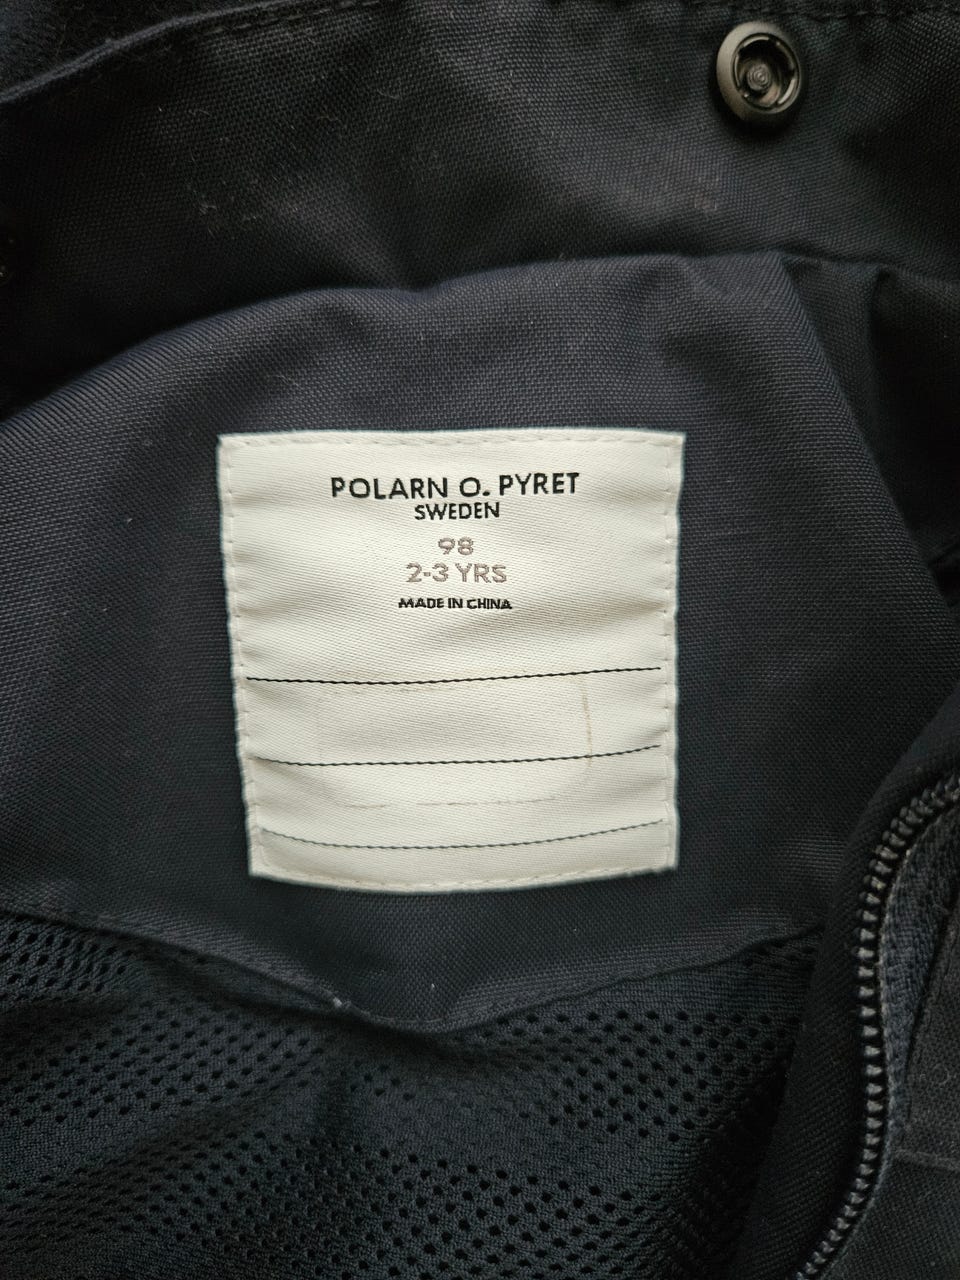 POLARN O. PYRET
SWEDEN
98
2-3 YRS
MADE IN CHINA